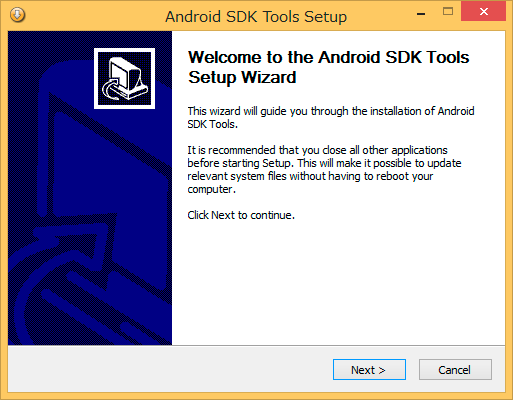 Android SDK Tools Setup
Welcome to the Android SDK Tools
Setup Wizard
This wizard will guide you through the installation of Android
SDK Tools.
It is recommended that you close all other applications
before starting Setup. This will make it possible to update
relevant system files without having to reboot your
computer.
Click Next to continue.
Next >
Cancel